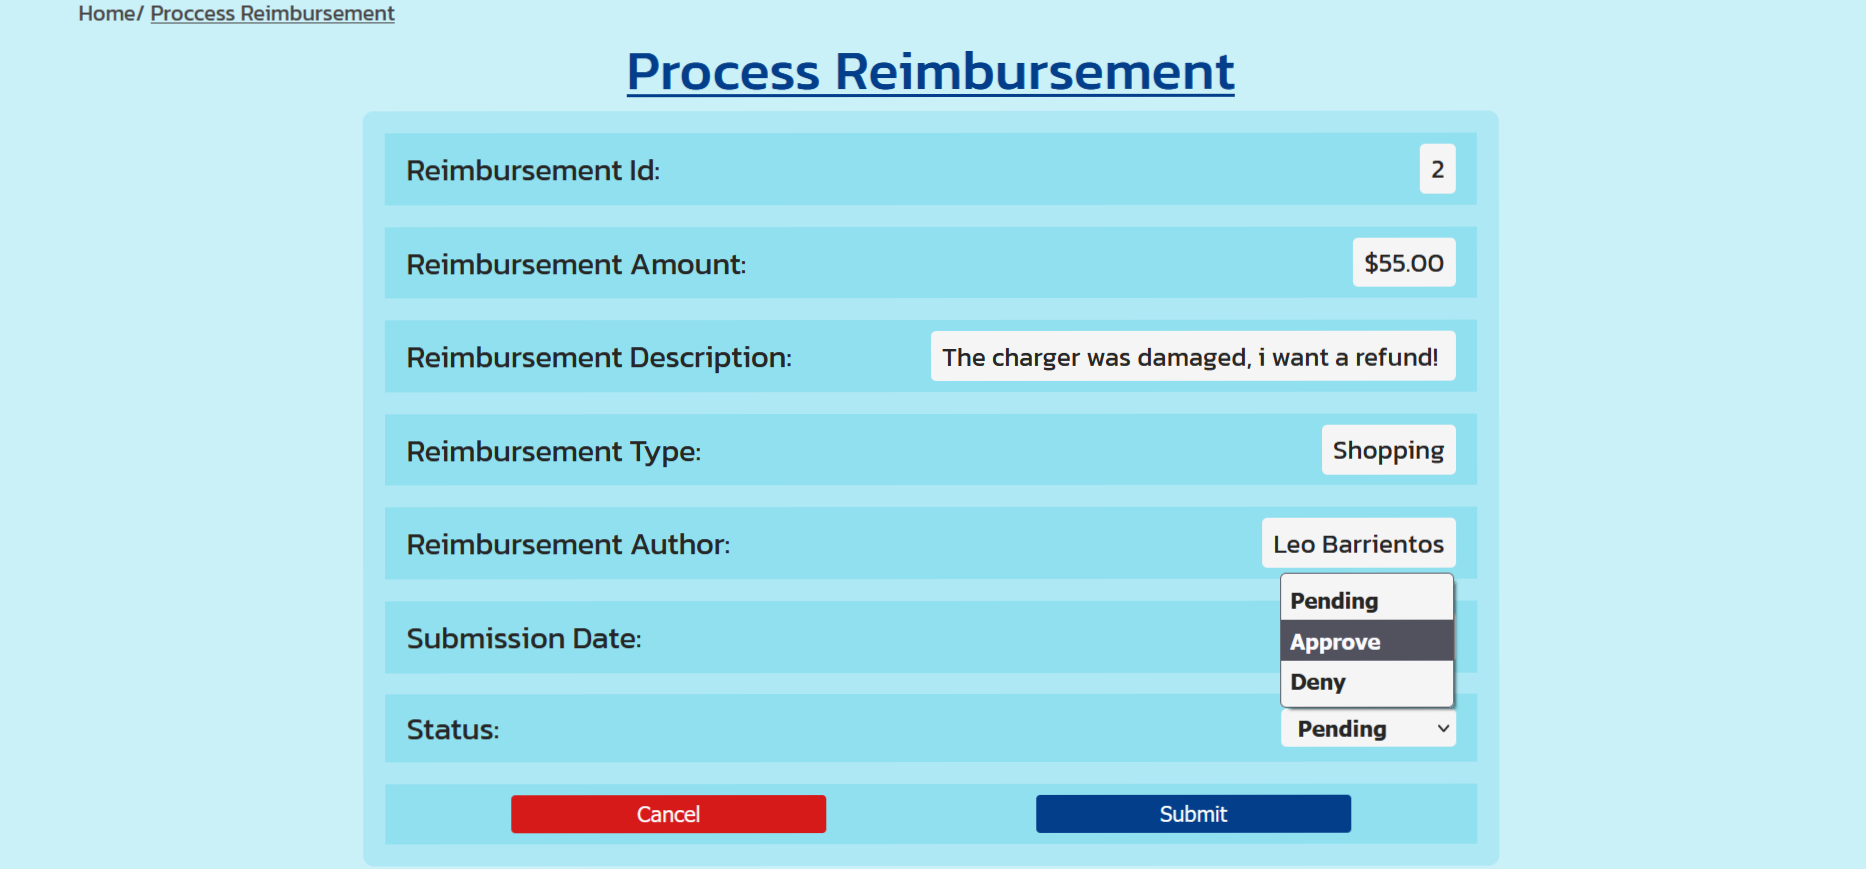 Home/ Proccess Reimbursement
Process Reimbursement
Reimbursement Id: 2
Reimbursement Amount: $55.00
Reimbursement Description: The charger was damaged, i want a refund!
Reimbursement Type: Shopping
Reimbursement Author: Leo Barrientos
Pending
Submission Date: Approve
Deny
Status: Pending
Cancel Submit